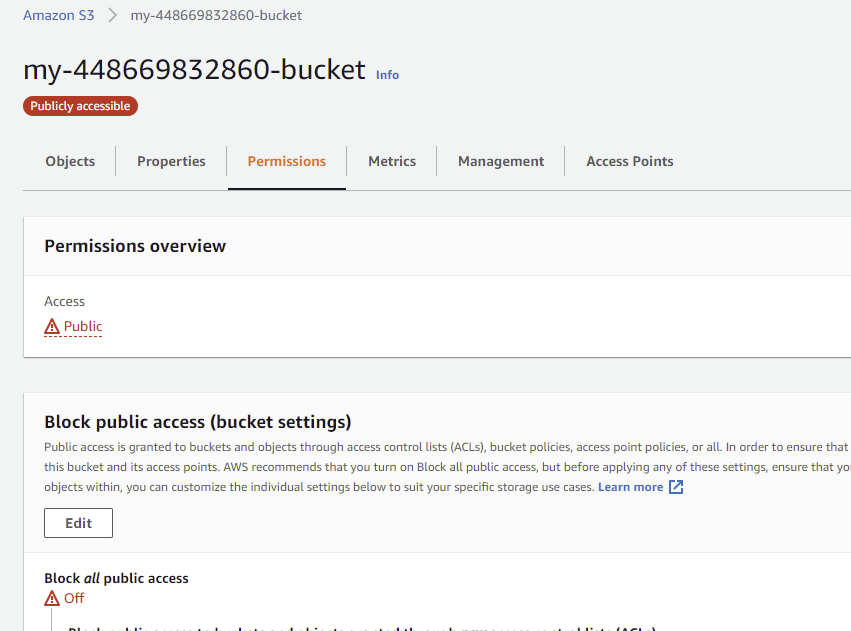 Amazon S3 > my-448669832860-bucket
my-448669832860-bucket Info
Publicly accessible
Objects Properties Permissions Metrics Management Access Points
Permissions overview
Access
Public
Block public access (bucket settings)
Public access is granted to buckets and objects through access control lists (ACLs), bucket policies, access point policies, or all. In order to ensure that
this bucket and its access points. AWS recommends that you turn on Block all public access, but before applying any of these settings, ensure that you
objects within, you can customize the individual settings below to suit your specific storage use cases. Learn more
Edit
Block all public access
Off